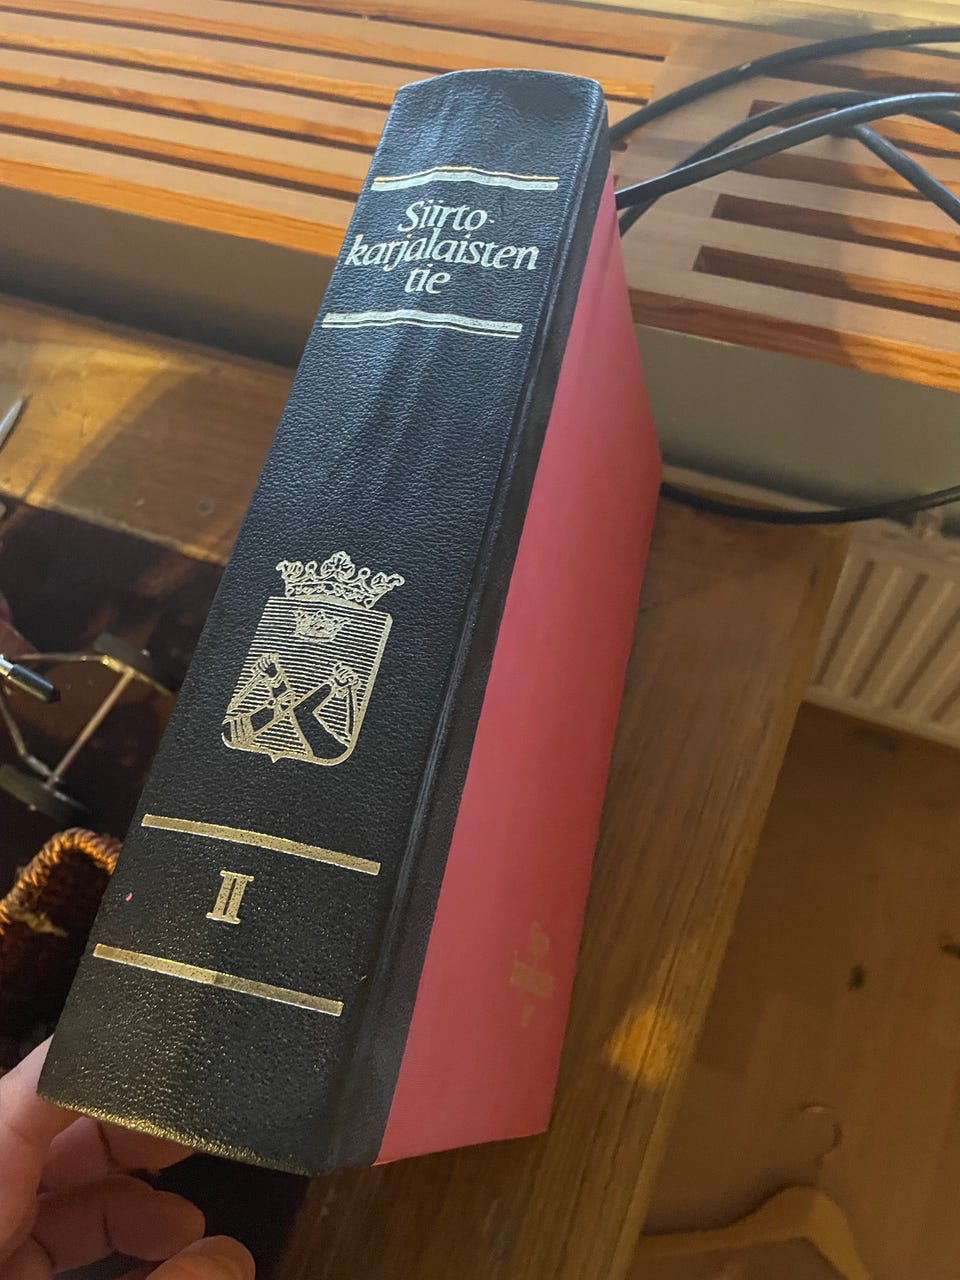 Siirto-
karjalaisten
tie
II